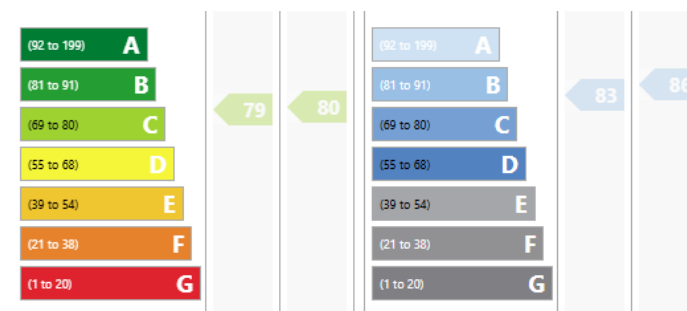 (92 to 199) A
(81 to 91) B
(69 to 80) C
(55 to 68) D
(39 to 54) E
(21 to 38) F
(1 to 20) G
79
80
(92 to 199) A
(81 to 91) B
(69 to 80) C
(55 to 68) D
(39 to 54) E
(21 to 38) F
(1 to 20) G
83
86